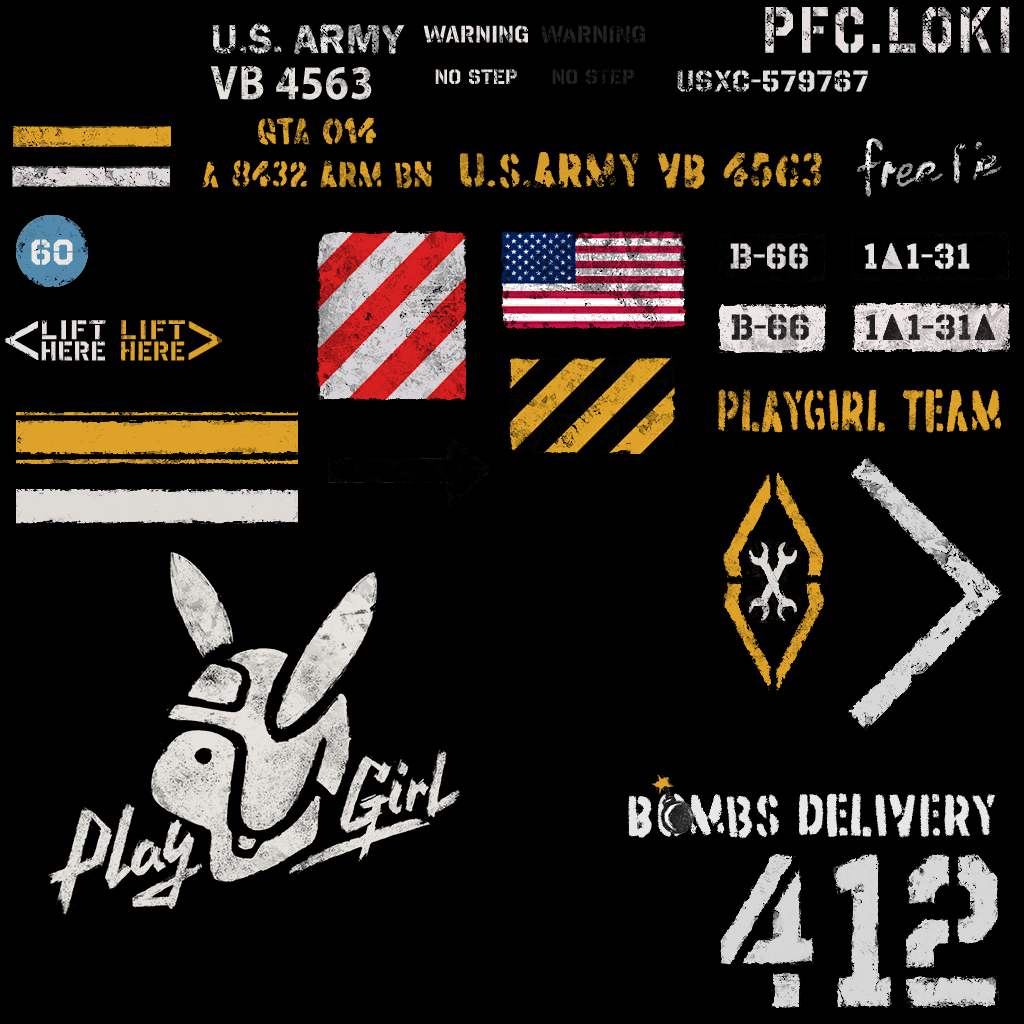 U.S. ARMY
VB 4563
WARNING WARNING
NO STEP NO STEP
PFC.LOKI
USXC-579767
GTA 014
A 8432 ARM BN
U.S.ARMY VB 4563
60
B-66
1▲1-31
B-66
1▲1-31▲
LIFT HERE
LIFT HERE
PLAYGIRL TEAM
Play Girl
BOMBS DELIVERY
412